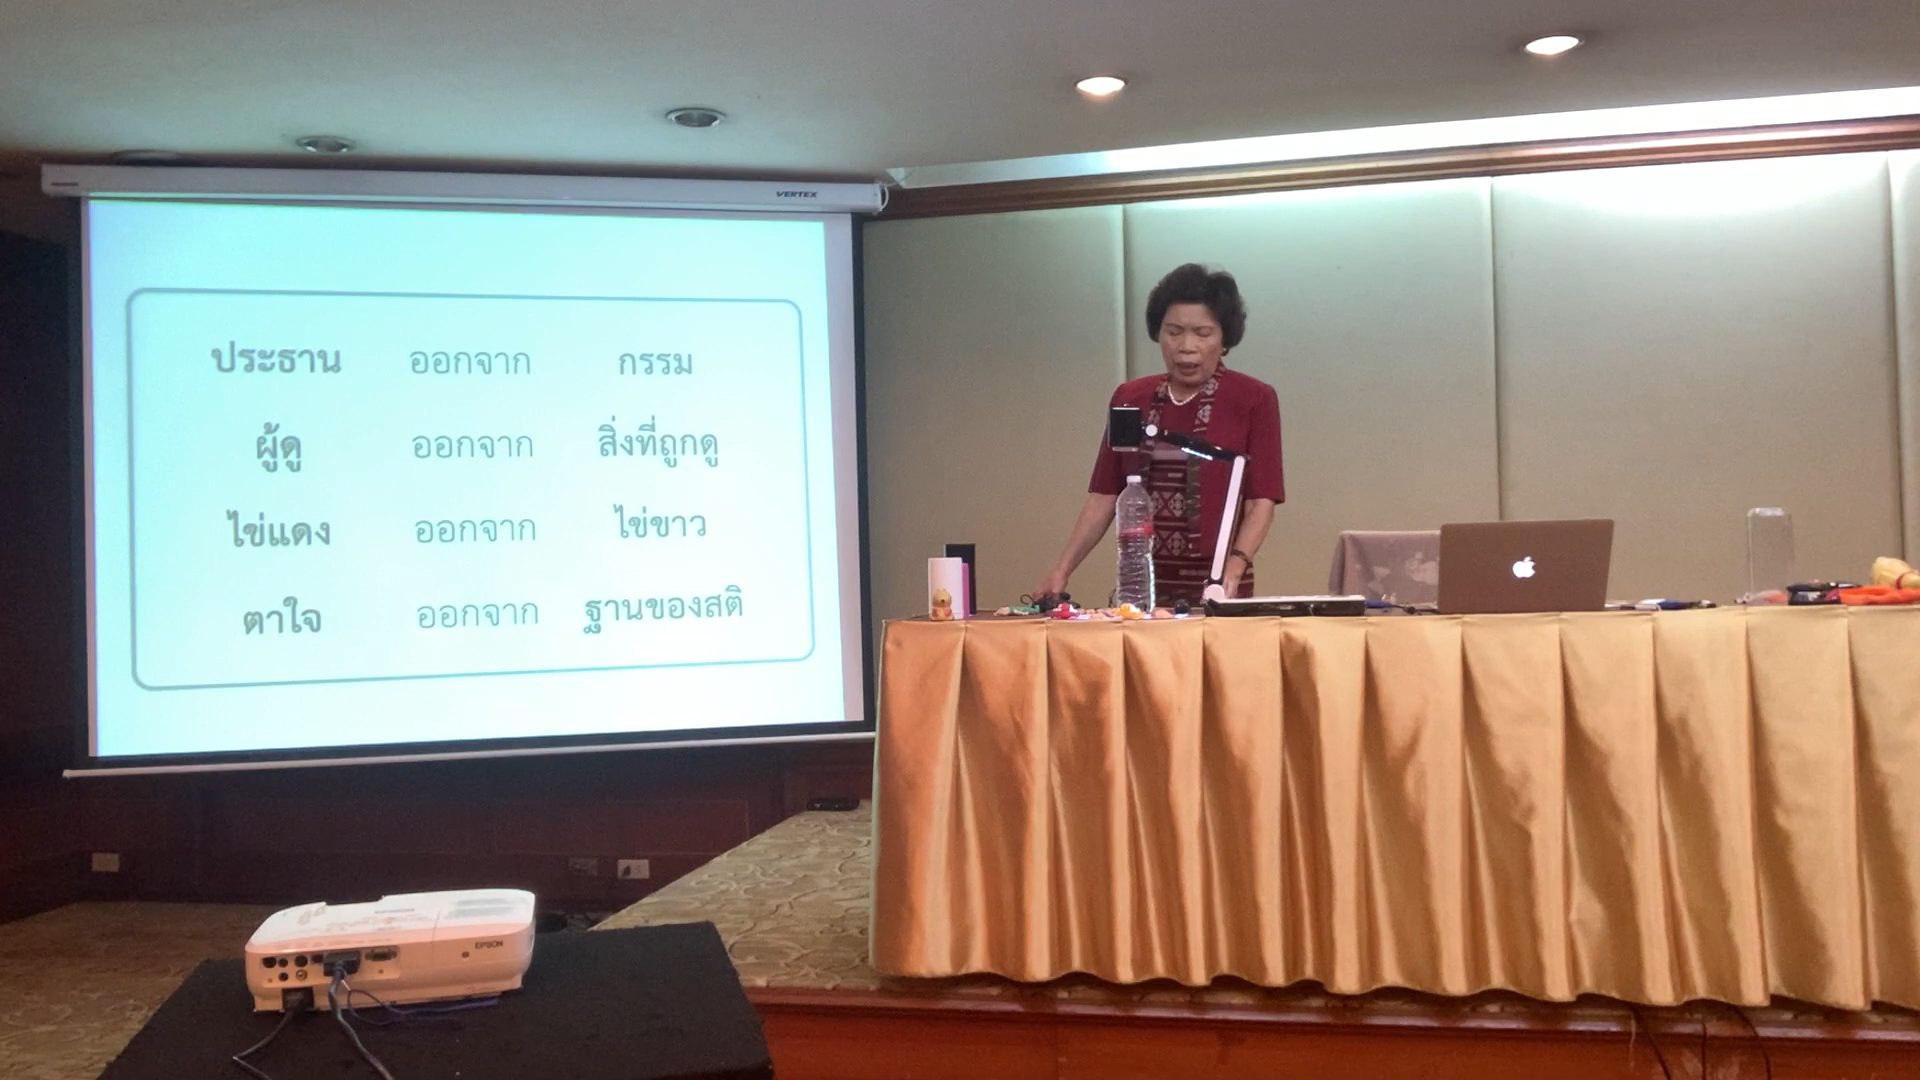 VERTEX
ประธาน ออกจาก กรรม
ผู้ดู ออกจาก สิ่งที่ถูกดู
ไข่แดง ออกจาก ไข่ขาว
ตาใจ ออกจาก ฐานของสติ
EPSON